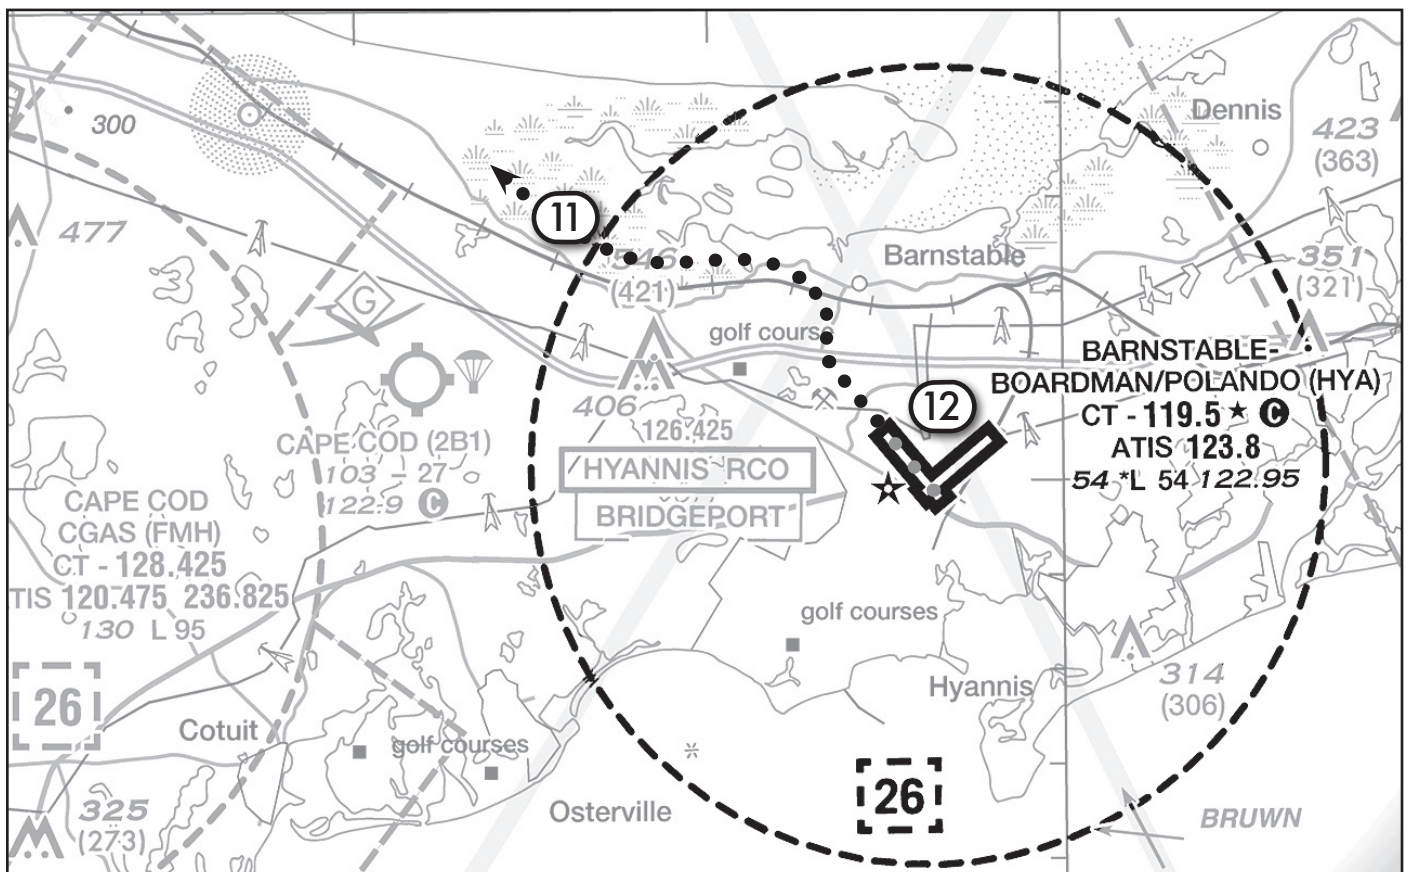 Dennis
300
423
(363)
11
477
Barnstable
546
(421)
351
(321)
G
golf course
BARNSTABLE-
BOARDMAN/POLANDO (HYA)
CT - 119.5 ★ C
ATIS 123.8
54 *L 54 122.95
12
406
126.425
HYANNIS RCO
BRIDGEPORT
CAPE COD (2B1)
103 - 27
122.9 C
CAPE COD
CGAS (FMH)
CT - 128.425
TIS 120.475 236.825
130 L 95
golf courses
314
(306)
Hyannis
26
Cotuit
golf courses
26
325
(273)
Osterville
BRUWN